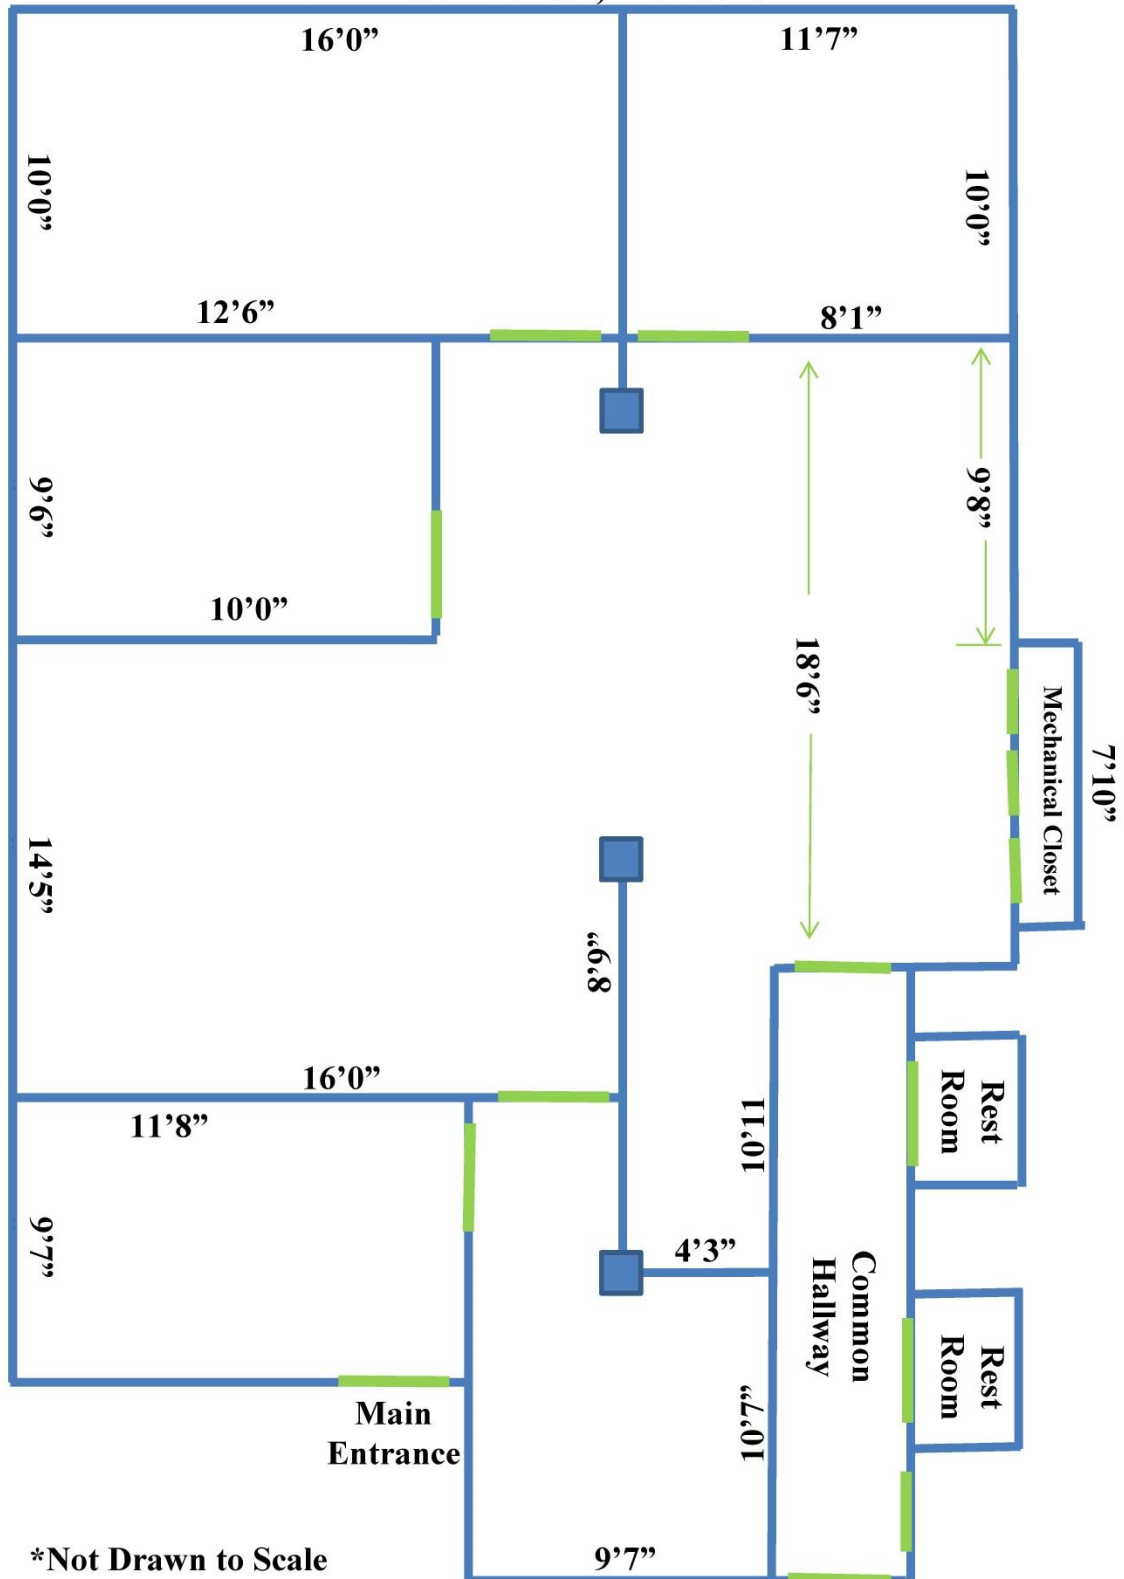 16’0”
11’7”
10’0”
10’0”
12’6”
8’1”
9’6”
9’8”
10’0”
18’6”
Mechanical Closet
7’10”
14’5”
8’9”
16’0”
11’8”
10’11
Rest
Room
9’7”
4’3”
Common
Hallway
Rest
Room
10’7”
Main
Entrance
*Not Drawn to Scale
9’7”